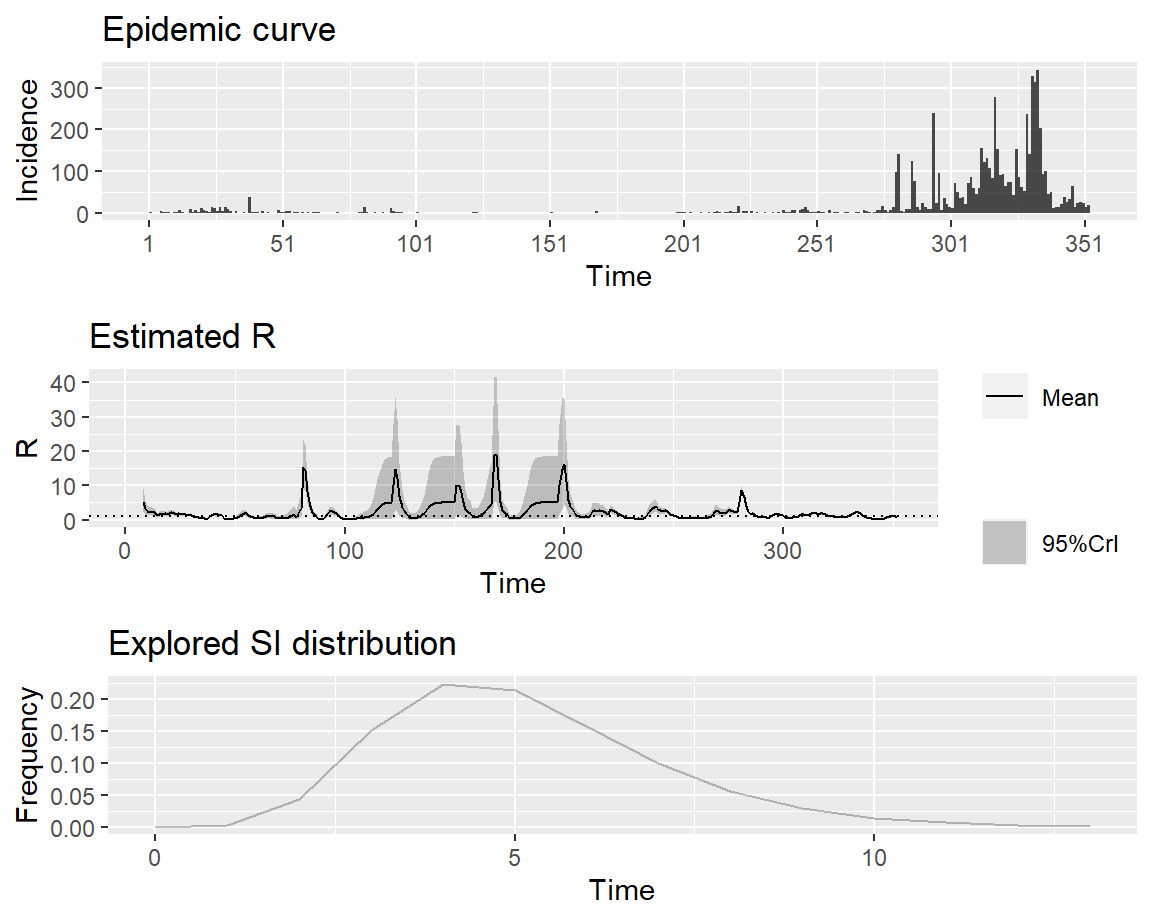 Epidemic curve
Incidence
300
200
100
0
1 51 101 151 201 251 301 351
Time
Estimated R
R
40
30
20
10
0
0 100 200 300
Time
Mean
95%CrI
Explored SI distribution
Frequency
0.20
0.15
0.10
0.05
0.00
0 5 10
Time